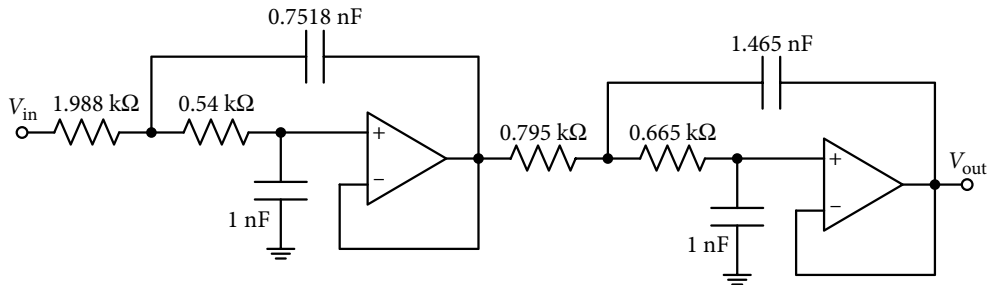 0.7518 nF
1.465 nF
V_in
1.988 kΩ
0.54 kΩ
+
−
1 nF
0.795 kΩ
0.665 kΩ
+
−
1 nF
V_out